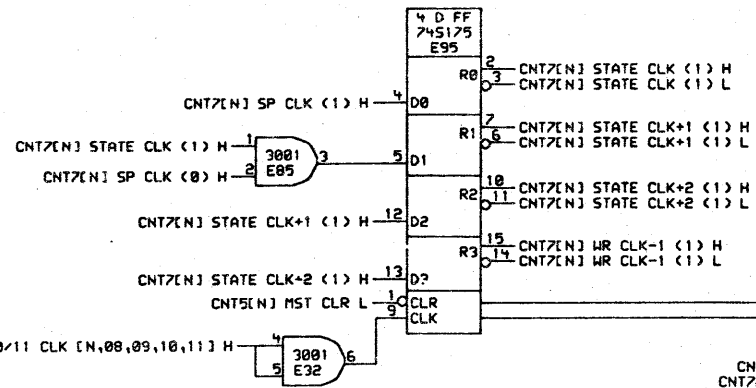 4 D FF
74S175
E95
CNT7[N] SP CLK (1) H 4 D0
R0 2 CNT7[N] STATE CLK (1) H
3 CNT7[N] STATE CLK (1) L
CNT7[N] STATE CLK (1) H 1
CNT7[N] SP CLK (0) H 2
3001
E85
3
5 D1
R1 7 CNT7[N] STATE CLK+1 (1) H
6 CNT7[N] STATE CLK+1 (1) L
CNT7[N] STATE CLK+1 (1) H 12 D2
R2 10 CNT7[N] STATE CLK+2 (1) H
11 CNT7[N] STATE CLK+2 (1) L
CNT7[N] STATE CLK+2 (1) H 13 D?
R3 15 CNT7[N] WR CLK-1 (1) H
14 CNT7[N] WR CLK-1 (1) L
CNT5[N] MST CLR L 1 CLR
9 CLK
0/11 CLK [N,08,09,10,11] H 4
5
3001
E32
6
CN
CNT7